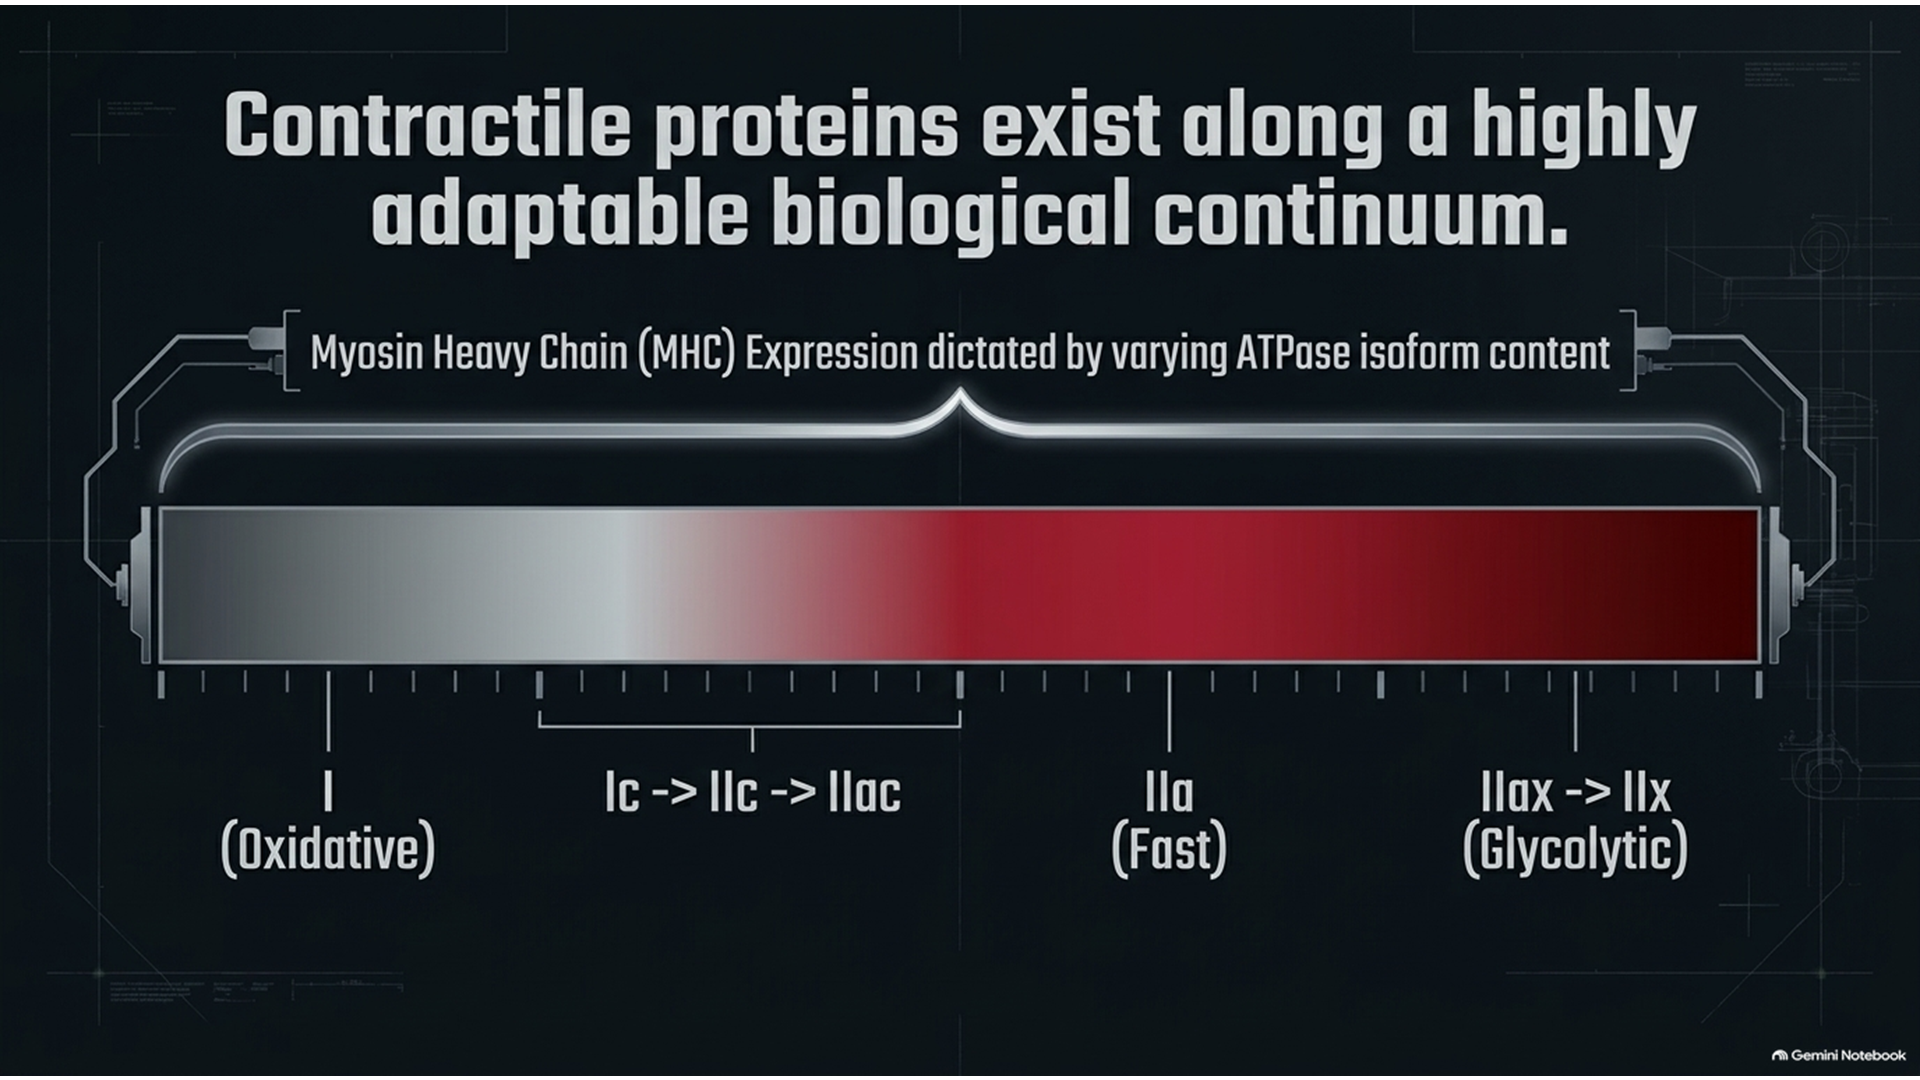 Contractile proteins exist along a highly
adaptable biological continuum.
Myosin Heavy Chain (MHC) Expression dictated by varying ATPase isoform content
I
(Oxidative)
Ic -> IIc -> IIac
IIa
(Fast)
IIax -> IIx
(Glycolytic)
Gemini Notebook